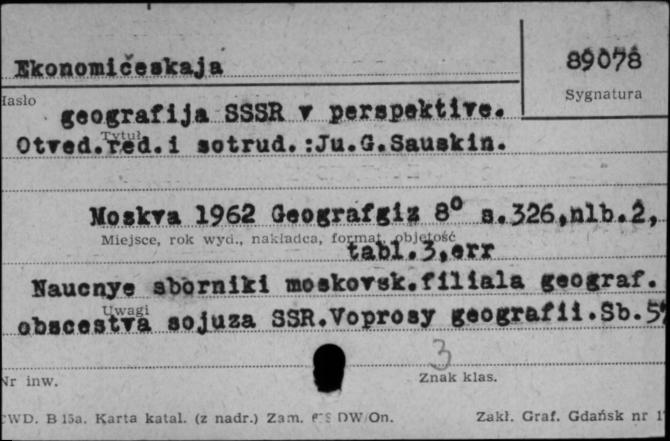 Ekonomičeskaja
89078
Hasło
Sygnatura
geografija SSSR v perspektive.
Tytuł
Otved.red.i sotrud.:Ju.G.Sauskin.
Moskva 1962 Geografgiz 8° s.326,nlb.2,
Miejsce, rok wyd., nakładca, format, objętość
tabl.3,err
Naucnye sborniki moskovsk.filiala geograf.
Uwagi
obscestva sojuza SSR.Voprosy geografii.Sb.
3
Nr inw.
Znak klas.
CWD. B 15a. Karta katal. (z nadr.) Zam. DW/On.
Zakł. Graf. Gdańsk nr